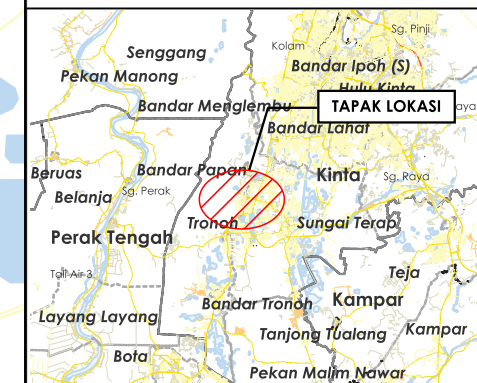 Sg. Pinji
Kolam
Senggang
Bandar Ipoh (S)
Pekan Manong
Hulu Kinta
Bandar Menglembu
TAPAK LOKASI
Bandar Lahat
Beruas
Bandar Papan
Kinta
Sg. Raya
Belanja
Sg. Perak
Tronoh
Sungai Terap
Perak Tengah
Tali Air 3
Teja
Bandar Tronoh
Kampar
Layang Layang
Tanjong Tualang
Kampar
Bota
Pekan Malim Nawar